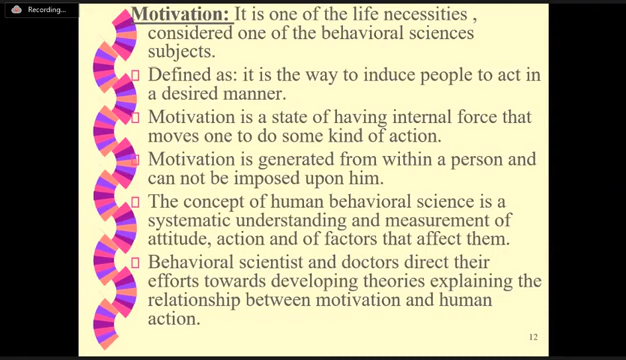 Recording...
Motivation: It is one of the life necessities ,
considered one of the behavioral sciences
subjects.
Defined as: it is the way to induce people to act in
a desired manner.
Motivation is a state of having internal force that
moves one to do some kind of action.
Motivation is generated from within a person and
can not be imposed upon him.
The concept of human behavioral science is a
systematic understanding and measurement of
attitude, action and of factors that affect them.
Behavioral scientist and doctors direct their
efforts towards developing theories explaining the
relationship between motivation and human
action.
12